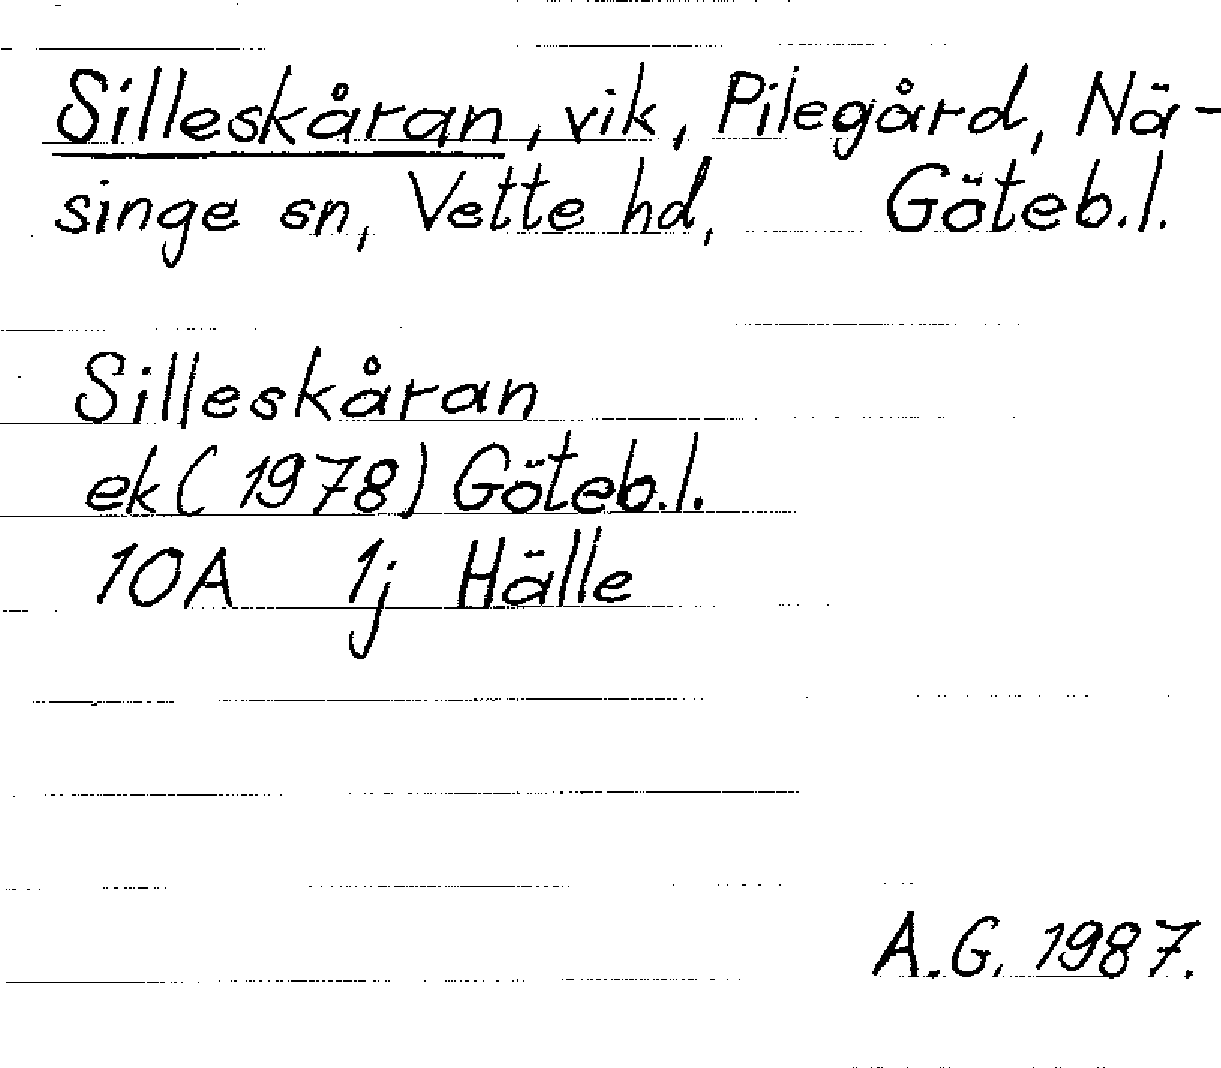 Silleskåran, vik, Pilegård, Nä-
singe sn, Vette hd, Göteb.l.
Silleskåran
ek (1978) Göteb.l.
10A 1j Hälle
A.G. 1987.